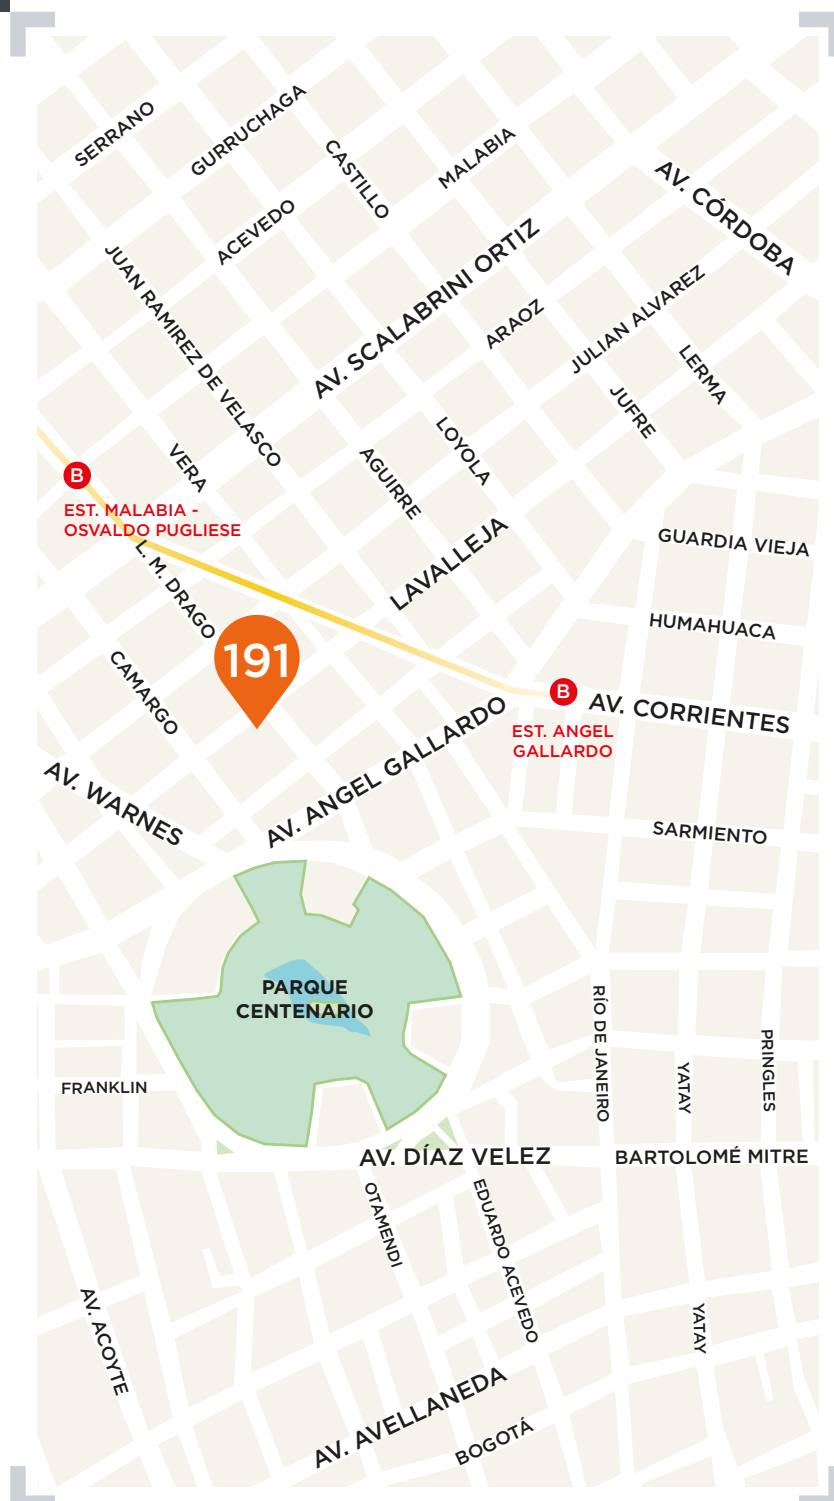 SERRANO
GURRUCHAGA
CASTILLO
MALABIA
AV. CÓRDOBA
ACEVEDO
JUAN RAMIREZ DE VELASCO
AV. SCALABRINI ORTIZ
ARAOZ
JULIAN ALVAREZ
LERMA
JUFRE
VERA
AGUIRRE
LOYOLA
B
EST. MALABIA -
OSVALDO PUGLIESE
L. M. DRAGO
LAVALLEJA
GUARDIA VIEJA
HUMAHUACA
191
CAMARGO
B
AV. CORRIENTES
EST. ANGEL
GALLARDO
AV. ANGEL GALLARDO
AV. WARNES
SARMIENTO
PARQUE
CENTENARIO
RÍO DE JANEIRO
YATAY
PRINGLES
FRANKLIN
AV. DÍAZ VELEZ
BARTOLOMÉ MITRE
OTAMENDI
EDUARDO ACEVEDO
AV. ACOYTE
YATAY
AV. AVELLANEDA
BOGOTÁ